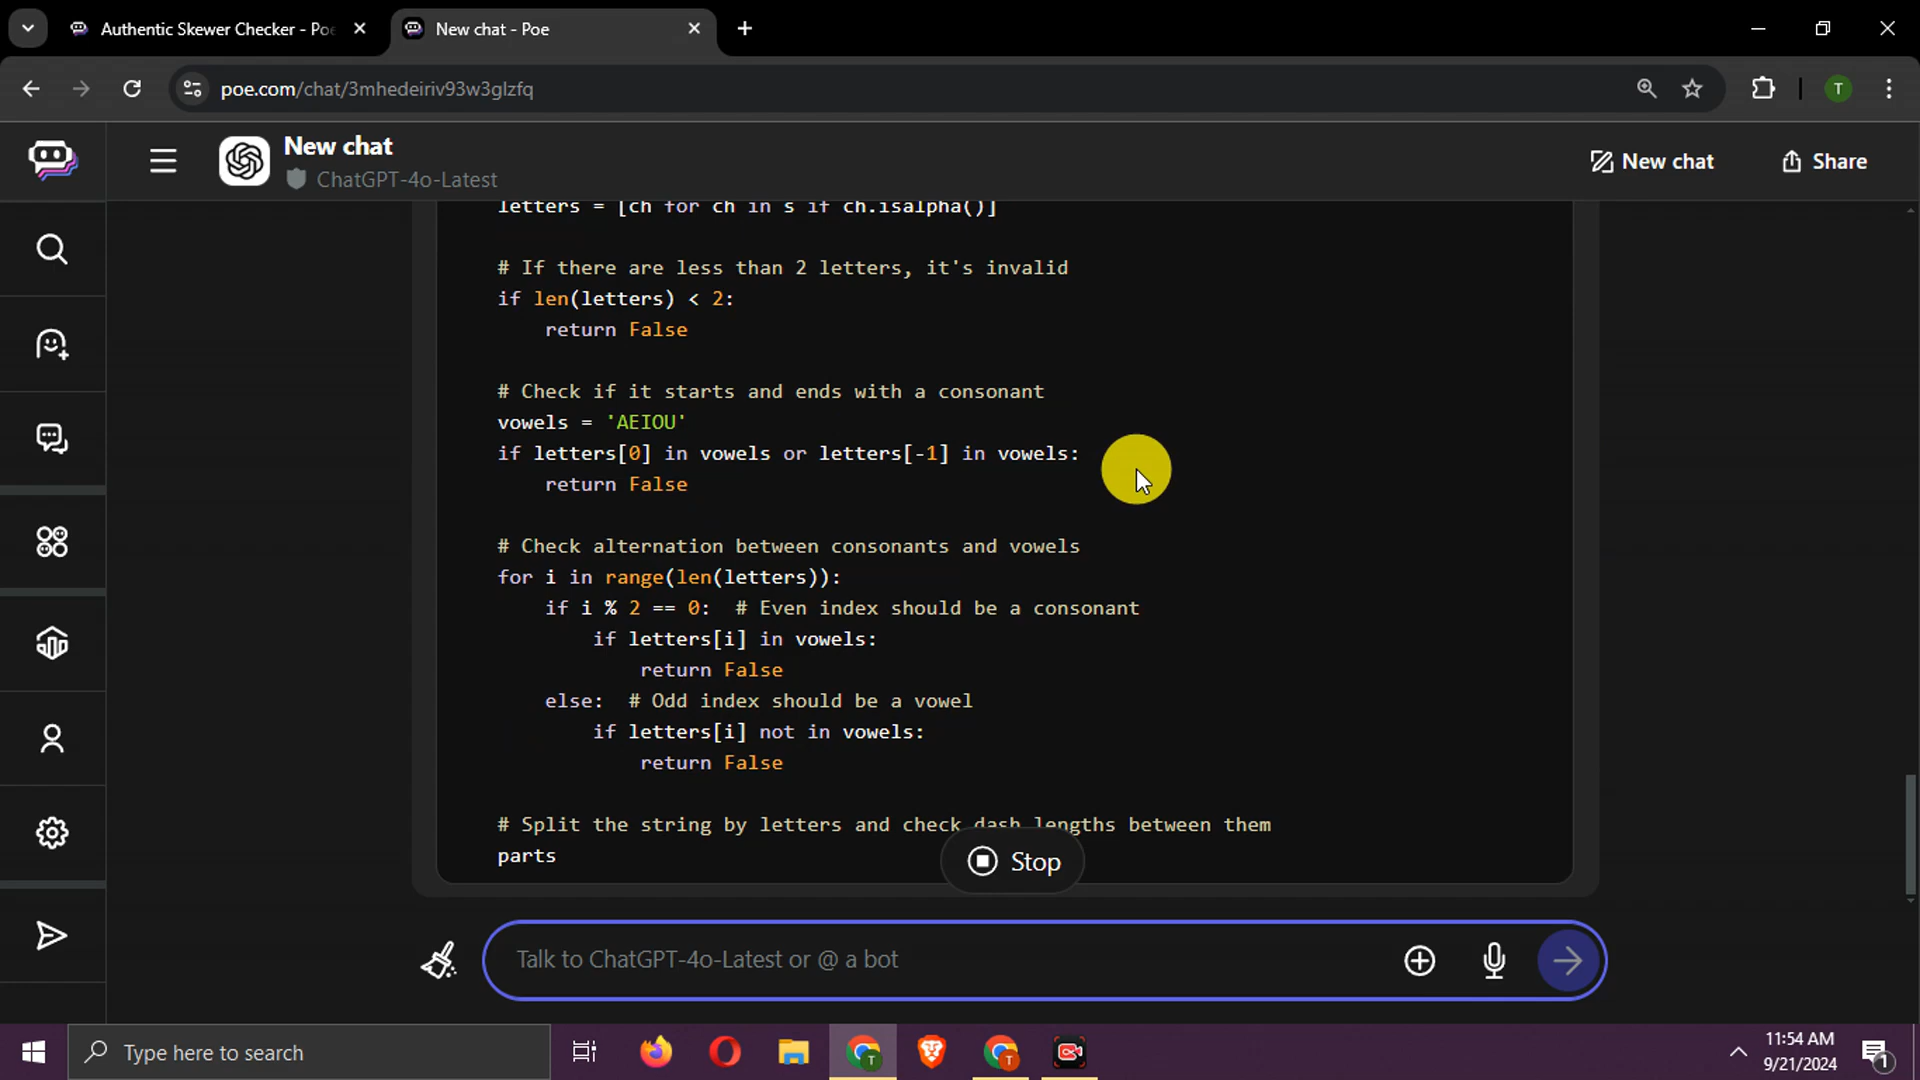 Authentic Skewer Checker - Poe
New chat - Poe
poe.com/chat/3mhedeiriv93w3glzfq
T
New chat
ChatGPT-4o-Latest
New chat
Share
letters = [ch for ch in s if ch.isalpha()]
# If there are less than 2 letters, it's invalid
if len(letters) < 2:
return False
# Check if it starts and ends with a consonant
vowels = 'AEIOU'
if letters[0] in vowels or letters[-1] in vowels:
return False
# Check alternation between consonants and vowels
for i in range(len(letters)):
if i % 2 == 0:  # Even index should be a consonant
if letters[i] in vowels:
return False
else:  # Odd index should be a vowel
if letters[i] not in vowels:
return False
# Split the string by letters and check dash lengths between them
parts
Stop
Talk to ChatGPT-4o-Latest or @ a bot
Type here to search
T
T
11:54 AM
9/21/2024
1